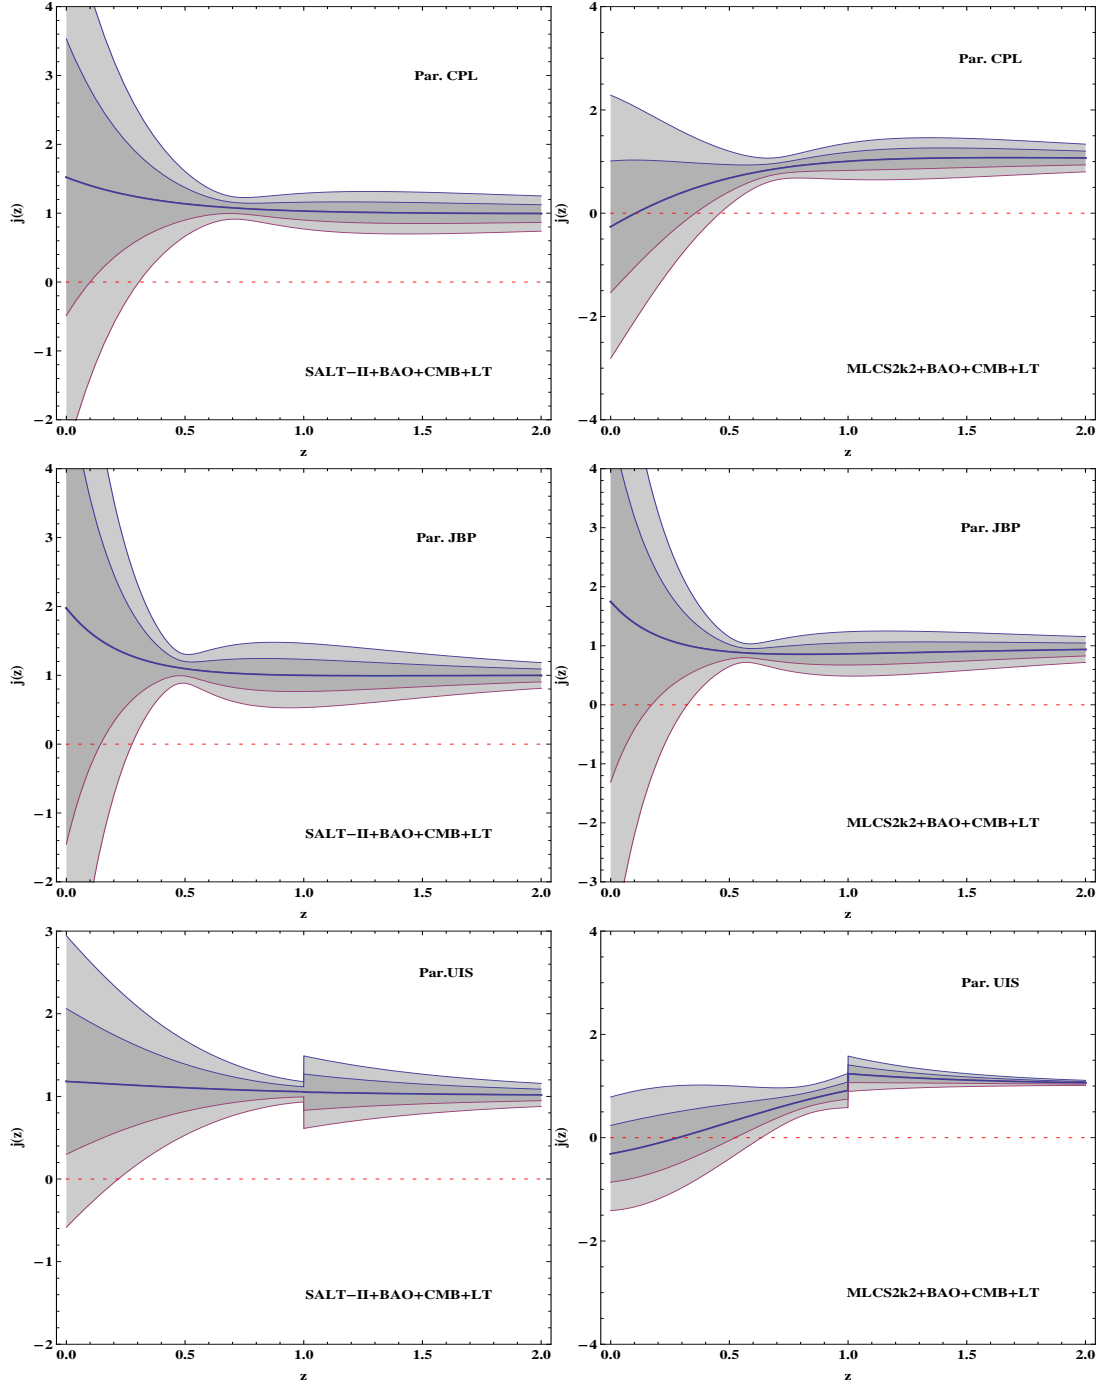 4
3
2
1
0
−1
−2
j(z)
Par. CPL
SALT−II+BAO+CMB+LT
0.0 0.5 1.0 1.5 2.0
z
4
2
0
−2
−4
j(z)
Par. CPL
MLCS2k2+BAO+CMB+LT
0.0 0.5 1.0 1.5 2.0
z
4
3
2
1
0
−1
−2
j(z)
Par. JBP
SALT−II+BAO+CMB+LT
0.0 0.5 1.0 1.5 2.0
z
4
3
2
1
0
−1
−2
−3
j(z)
Par. JBP
MLCS2k2+BAO+CMB+LT
0.0 0.5 1.0 1.5 2.0
z
3
2
1
0
−1
−2
j(z)
Par.UIS
SALT−II+BAO+CMB+LT
0.0 0.5 1.0 1.5 2.0
z
4
2
0
−2
−4
j(z)
Par. UIS
MLCS2k2+BAO+CMB+LT
0.0 0.5 1.0 1.5 2.0
z